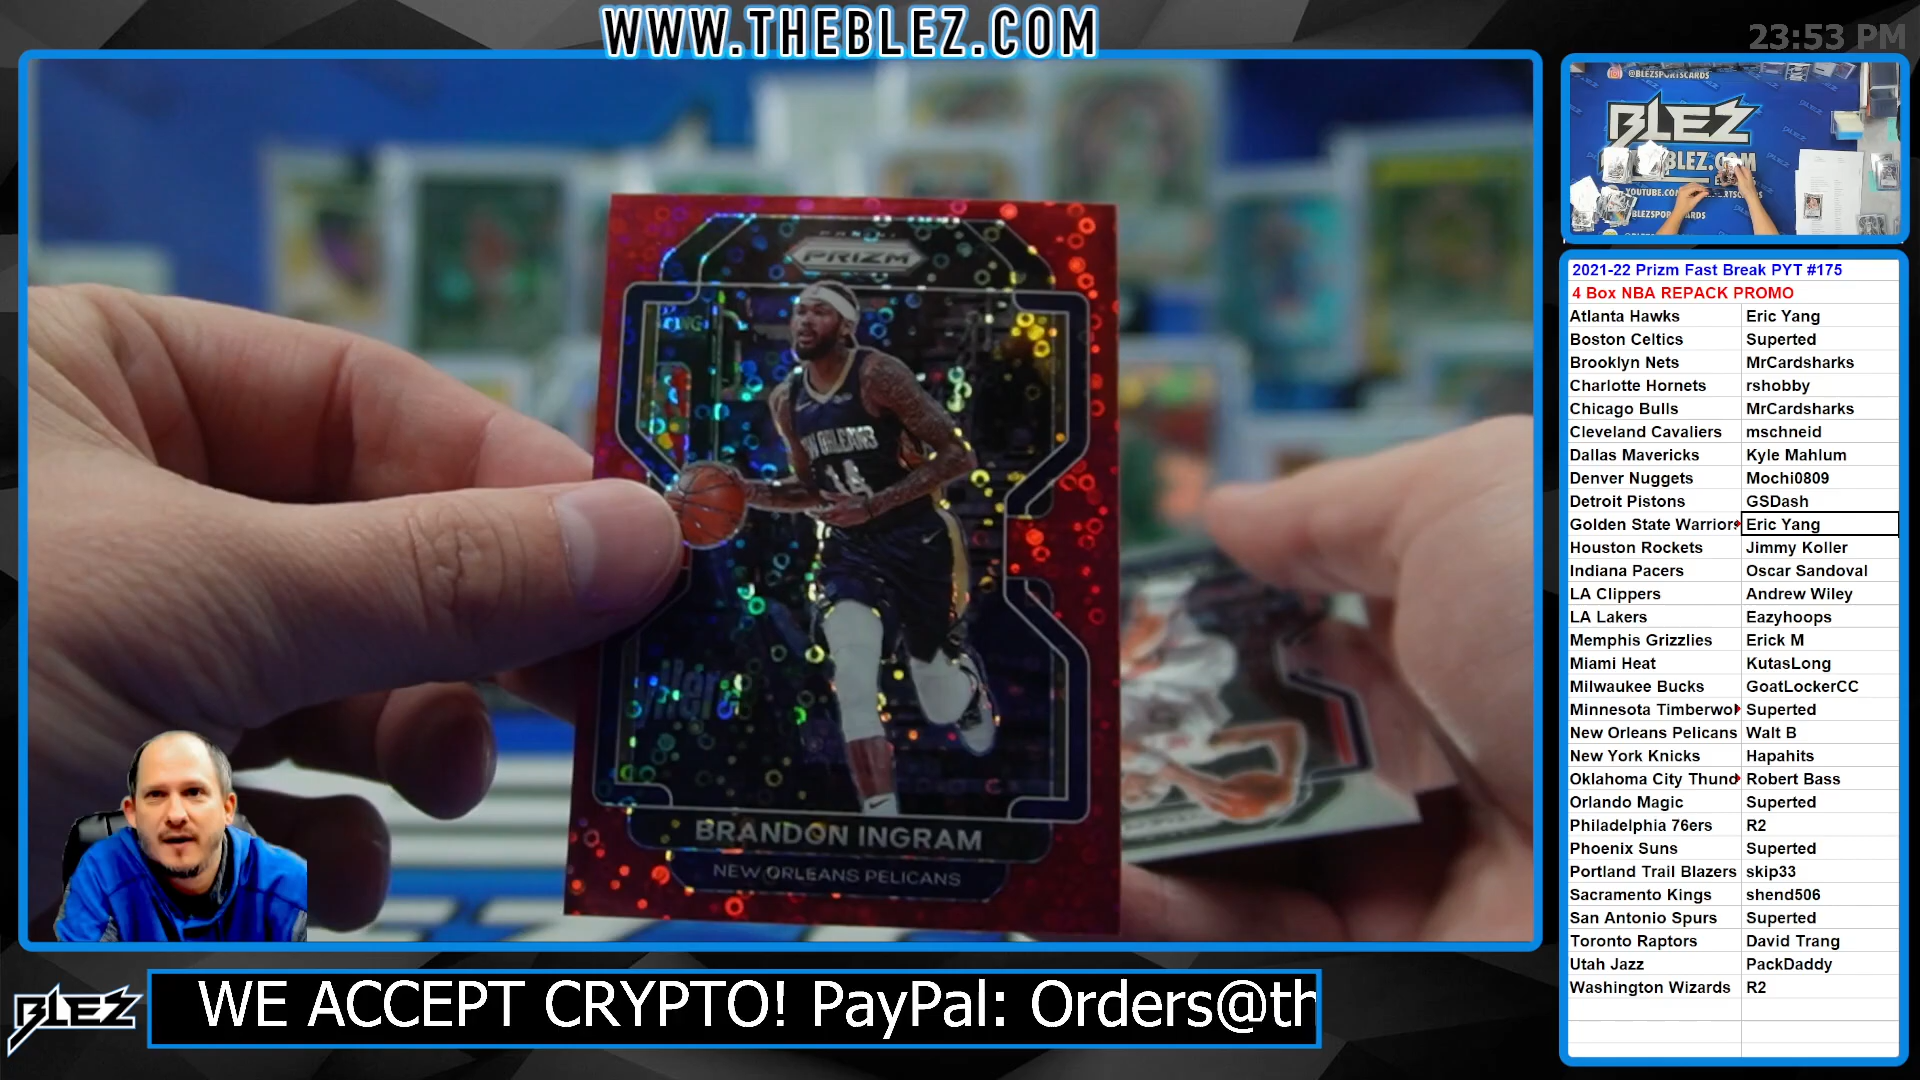 WWW.THEBLEZ.COM
23:53 PM
PRIZM
BRANDON INGRAM
NEW ORLEANS PELICANS
14
@BLEZSPORTSCARDS
BLEZ
2021-22 Prizm Fast Break PYT #175
4 Box NBA REPACK PROMO
Atlanta Hawks Eric Yang
Boston Celtics Superted
Brooklyn Nets MrCardsharks
Charlotte Hornets rshobby
Chicago Bulls MrCardsharks
Cleveland Cavaliers mschneid
Dallas Mavericks Kyle Mahlum
Denver Nuggets Mochi0809
Detroit Pistons GSDash
Golden State Warriors Eric Yang
Houston Rockets Jimmy Koller
Indiana Pacers Oscar Sandoval
LA Clippers Andrew Wiley
LA Lakers Eazyhoops
Memphis Grizzlies Erick M
Miami Heat KutasLong
Milwaukee Bucks GoatLockerCC
Minnesota Timberwol Superted
New Orleans Pelicans Walt B
New York Knicks Hapahits
Oklahoma City Thund Robert Bass
Orlando Magic Superted
Philadelphia 76ers R2
Phoenix Suns Superted
Portland Trail Blazers skip33
Sacramento Kings shend506
San Antonio Spurs Superted
Toronto Raptors David Trang
Utah Jazz PackDaddy
Washington Wizards R2
BLEZ
WE ACCEPT CRYPTO! PayPal: Orders@th